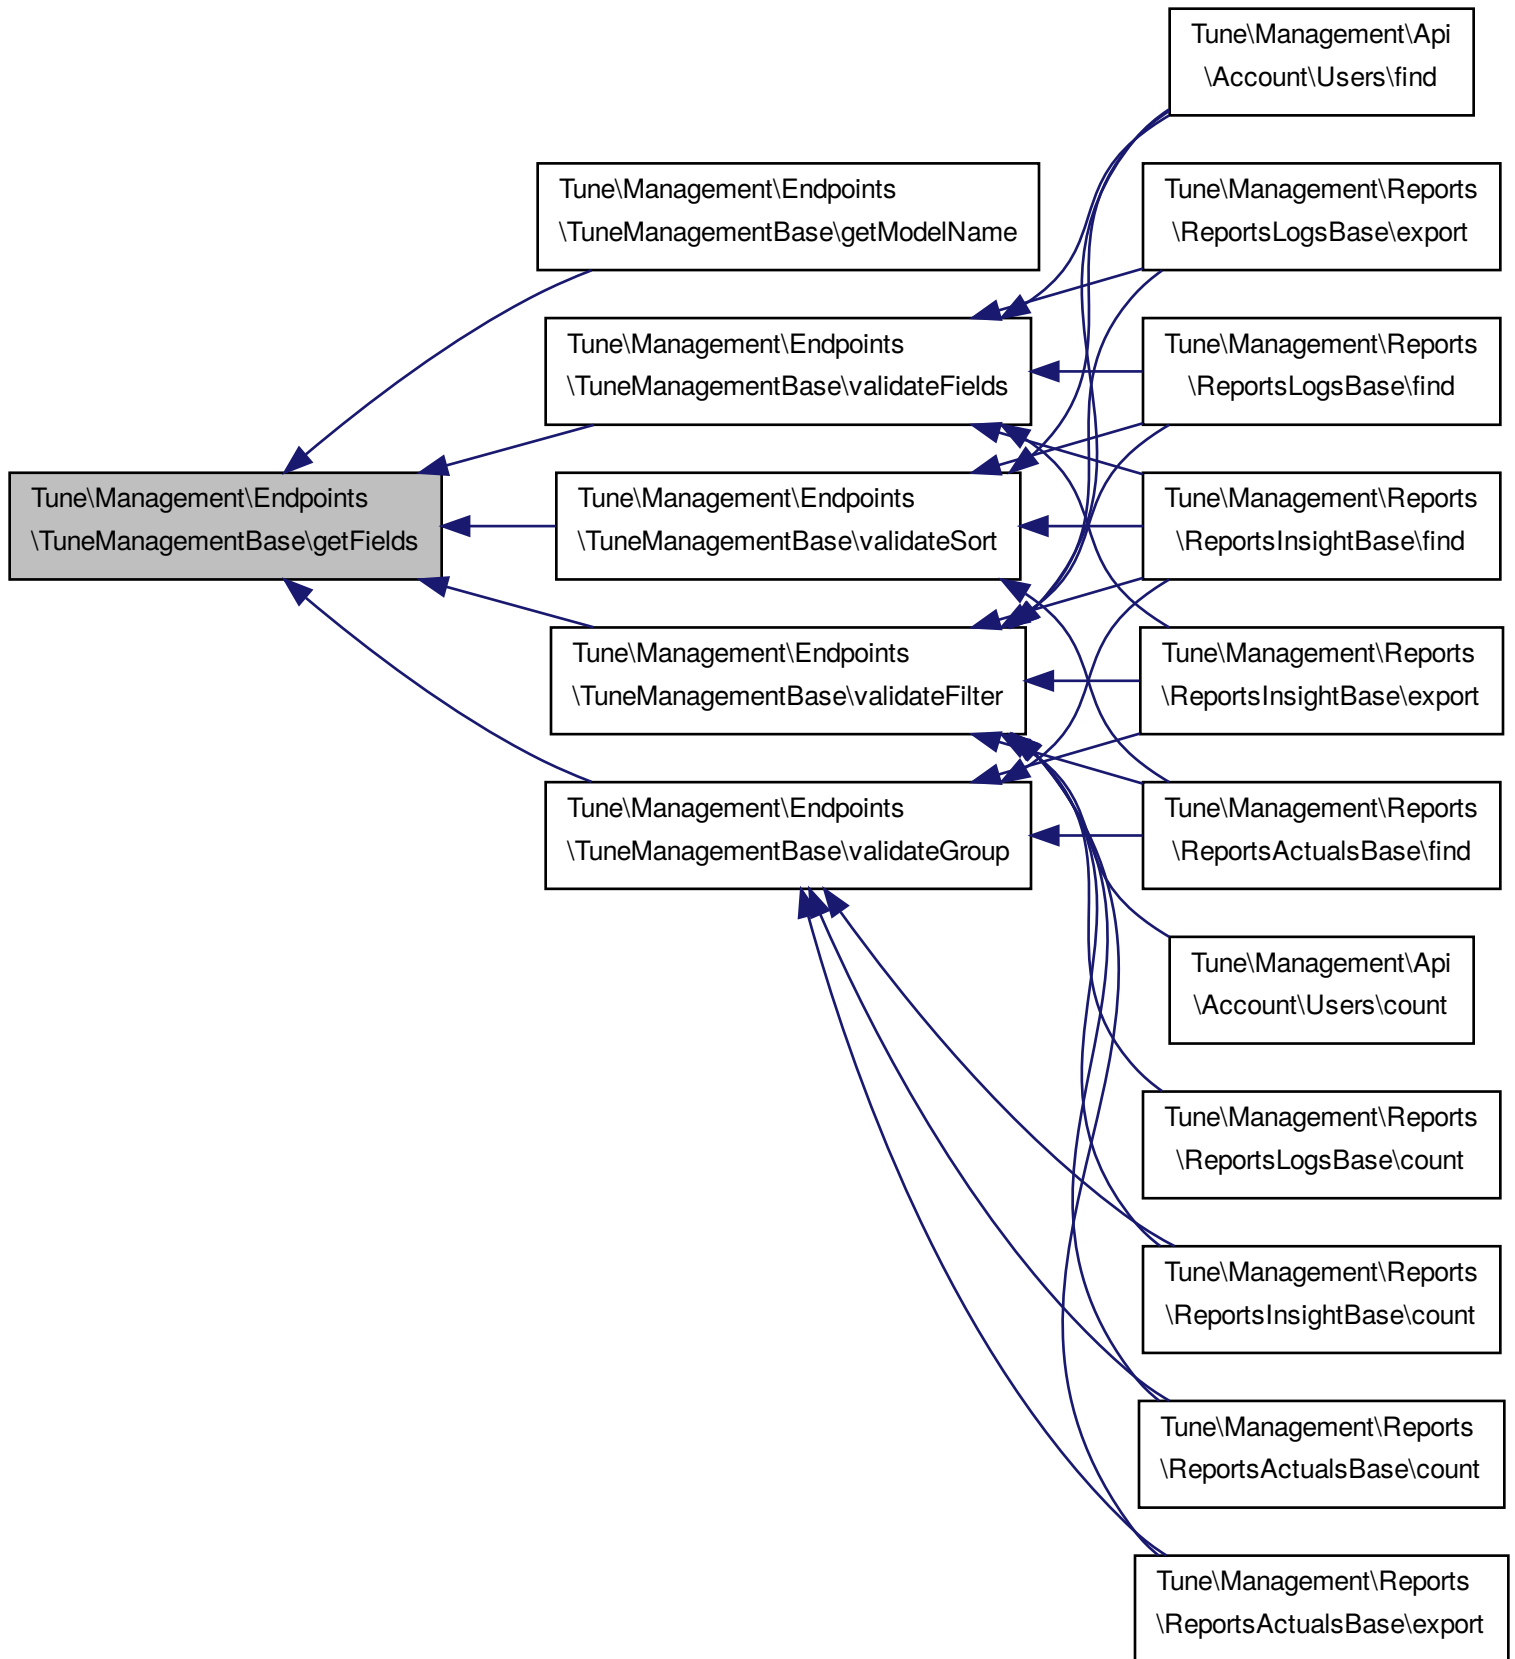 Tune\Management\Api
\Account\Users\find
Tune\Management\Endpoints
\TuneManagementBase\getModelName
Tune\Management\Reports
\ReportsLogsBase\export
Tune\Management\Endpoints
\TuneManagementBase\validateFields
Tune\Management\Reports
\ReportsLogsBase\find
Tune\Management\Endpoints
\TuneManagementBase\getFields
Tune\Management\Endpoints
\TuneManagementBase\validateSort
Tune\Management\Reports
\ReportsInsightBase\find
Tune\Management\Endpoints
\TuneManagementBase\validateFilter
Tune\Management\Reports
\ReportsInsightBase\export
Tune\Management\Endpoints
\TuneManagementBase\validateGroup
Tune\Management\Reports
\ReportsActualsBase\find
Tune\Management\Api
\Account\Users\count
Tune\Management\Reports
\ReportsLogsBase\count
Tune\Management\Reports
\ReportsInsightBase\count
Tune\Management\Reports
\ReportsActualsBase\count
Tune\Management\Reports
\ReportsActualsBase\export